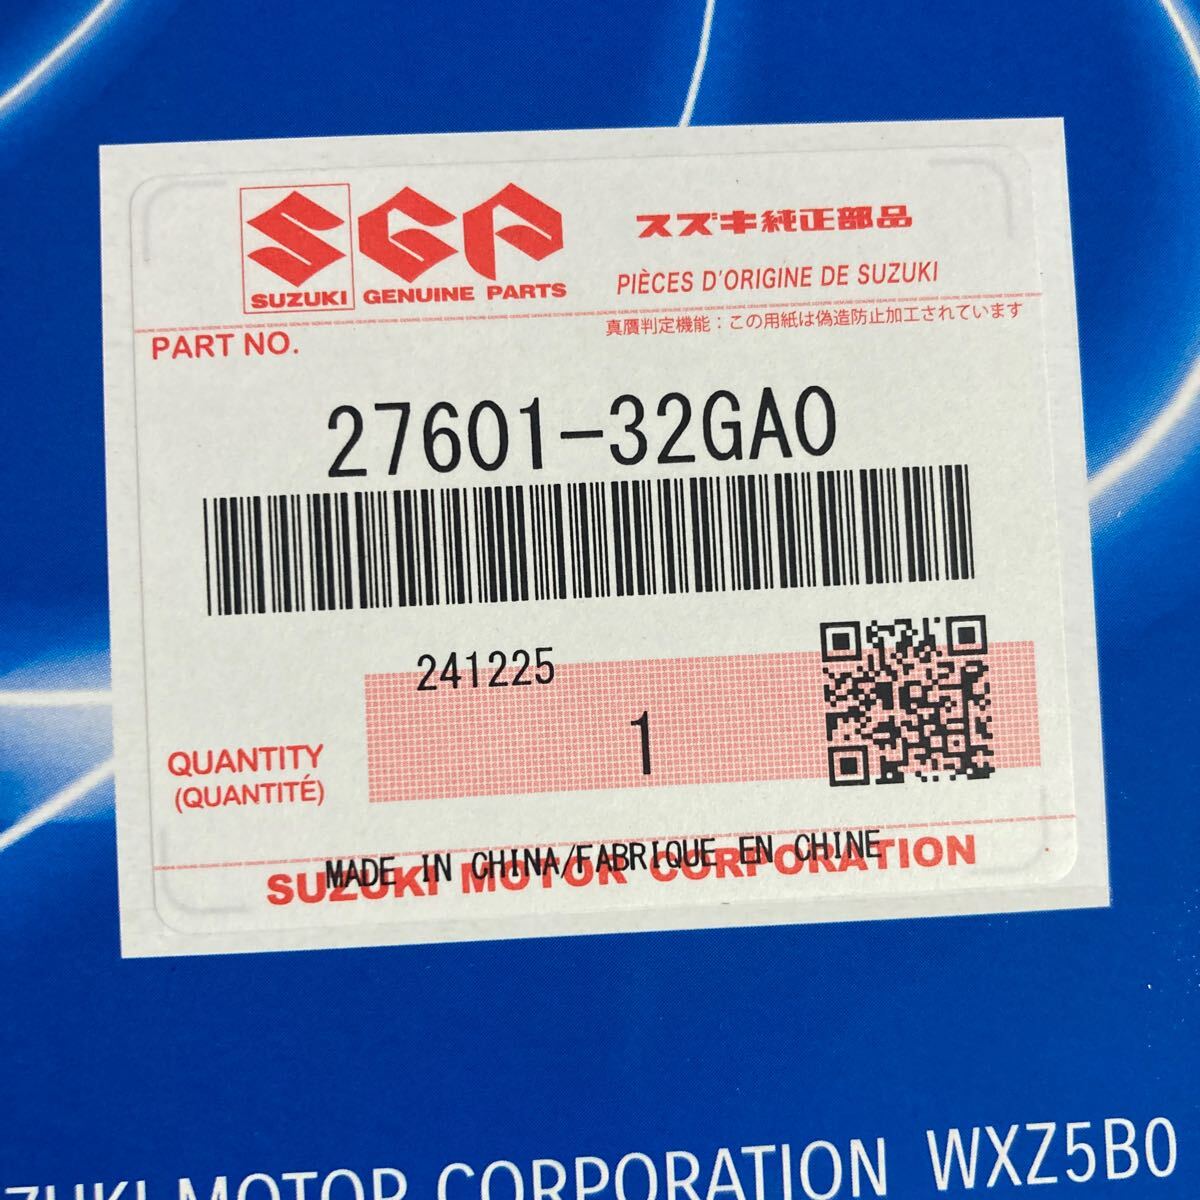 SGP
SUZUKI GENUINE PARTS
スズキ純正部品
PIÈCES D'ORIGINE DE SUZUKI
真贋判定機能：この用紙は偽造防止加工されています
PART NO.
27601-32GA0
241225
1
QUANTITY
(QUANTITÉ)
MADE IN CHINA/FABRIQUE EN CHINE
SUZUKI MOTOR CORPORATION
ZUKI MOTOR CORPORATION WXZ5B0